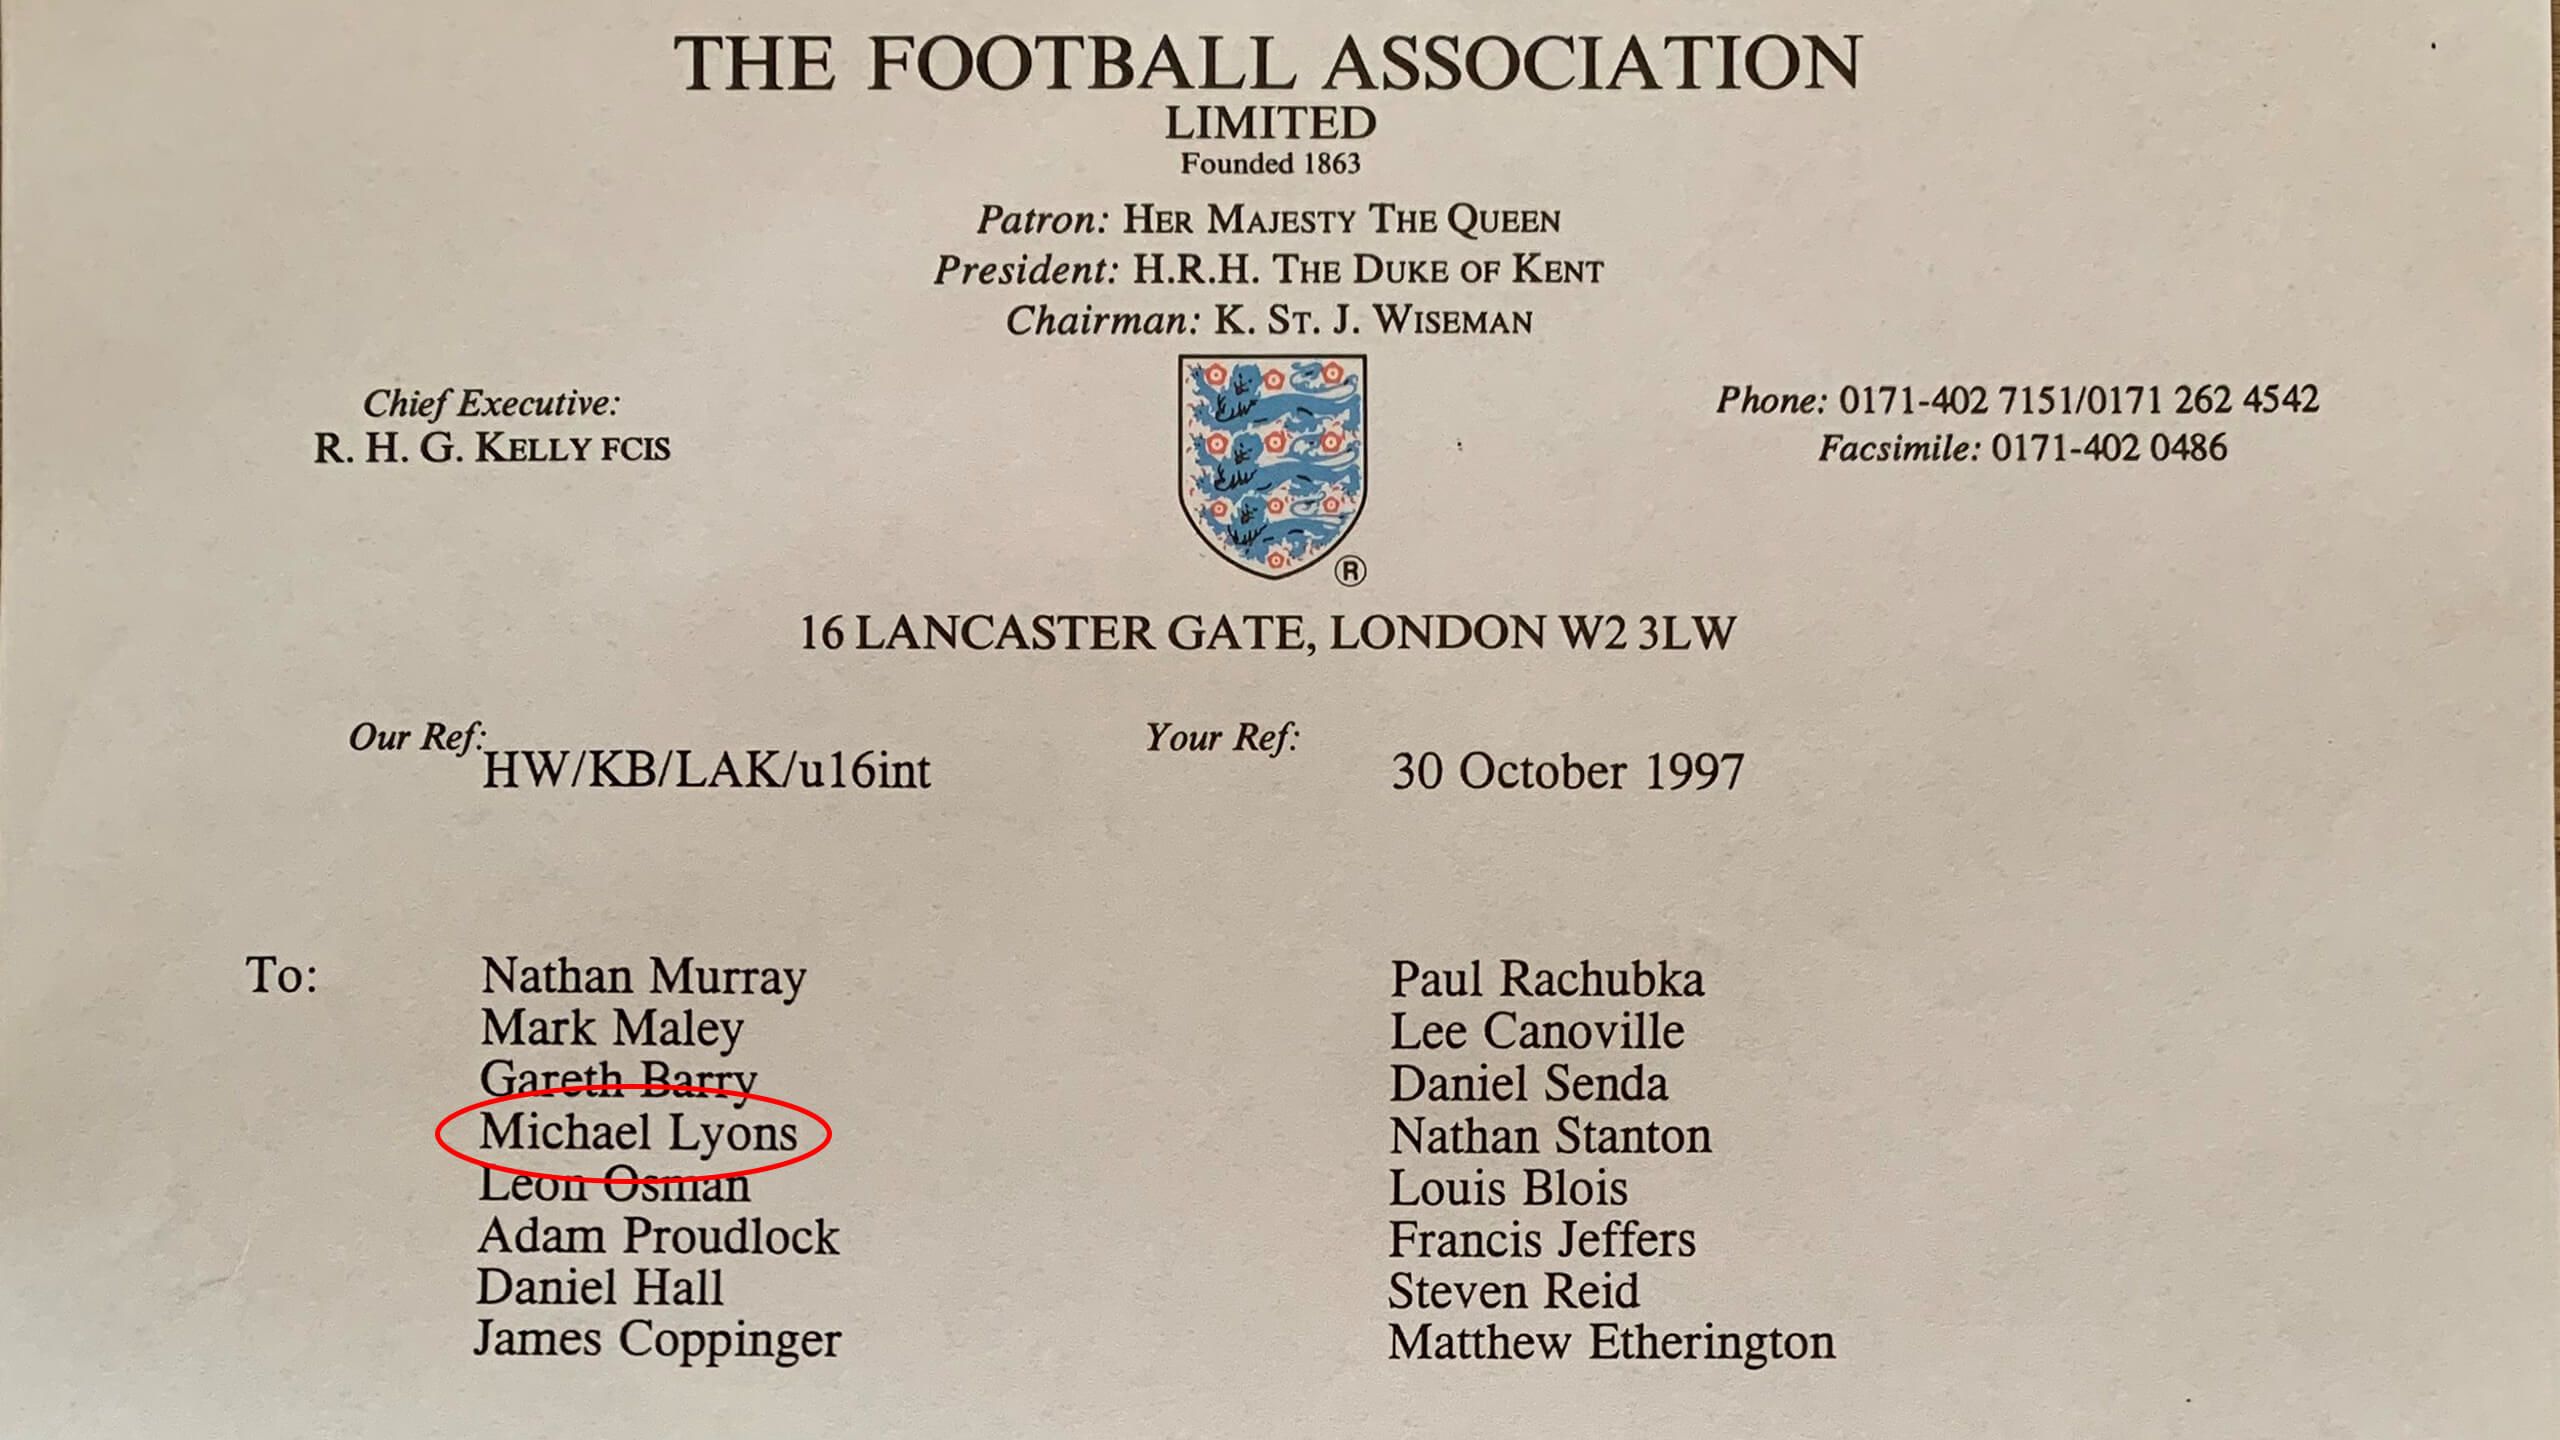 THE FOOTBALL ASSOCIATION
LIMITED
Founded 1863
Patron: HER MAJESTY THE QUEEN
President: H.R.H. THE DUKE OF KENT
Chairman: K. ST. J. WISEMAN
Chief Executive:
R. H. G. KELLY FCIS
Phone: 0171-402 7151/0171 262 4542
Facsimile: 0171-402 0486
®
16 LANCASTER GATE, LONDON W2 3LW
Our Ref: HW/KB/LAK/u16int
Your Ref:
30 October 1997
To:
Nathan Murray
Mark Maley
Gareth Barry
Michael Lyons
Leon Osman
Adam Proudlock
Daniel Hall
James Coppinger
Paul Rachubka
Lee Canoville
Daniel Senda
Nathan Stanton
Louis Blois
Francis Jeffers
Steven Reid
Matthew Etherington